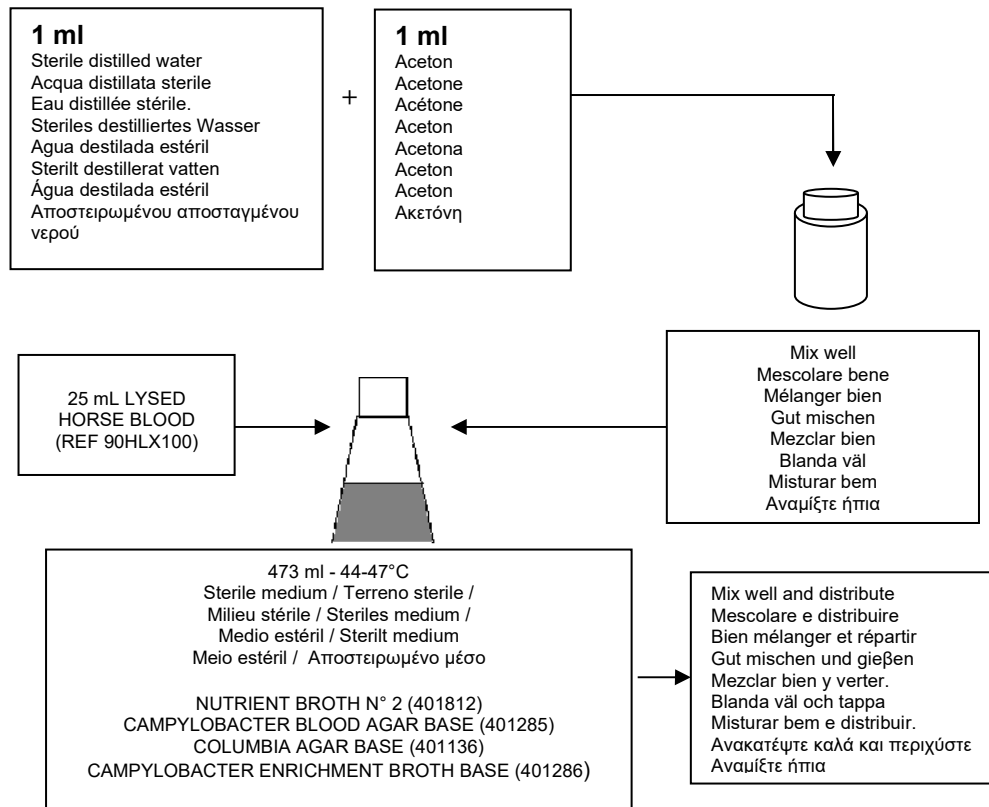 1 ml
Sterile distilled water
Acqua distillata sterile
Eau distillée stérile.
Steriles destilliertes Wasser
Agua destilada estéril
Sterilt destillerat vatten
Água destilada estéril
Αποστειρωμένου αποσταγμένου
νερού
+
1 ml
Aceton
Acetone
Acétone
Aceton
Acetona
Aceton
Aceton
Ακετόνη
Mix well
Mescolare bene
Mélanger bien
Gut mischen
Mezclar bien
Blanda väl
Misturar bem
Αναμίξτε ήπια
25 mL LYSED
HORSE BLOOD
(REF 90HLX100)
473 ml - 44-47°C
Sterile medium / Terreno sterile /
Milieu stérile / Steriles medium /
Medio estéril / Sterilt medium
Meio estéril / Αποστειρωμένο μέσο
NUTRIENT BROTH N° 2 (401812)
CAMPYLOBACTER BLOOD AGAR BASE (401285)
COLUMBIA AGAR BASE (401136)
CAMPYLOBACTER ENRICHMENT BROTH BASE (401286)
Mix well and distribute
Mescolare e distribuire
Bien mélanger et répartir
Gut mischen und gieβen
Mezclar bien y verter.
Blanda väl och tappa
Misturar bem e distribuir.
Ανακατέψτε καλά και περιχύστε
Αναμίξτε ήπια